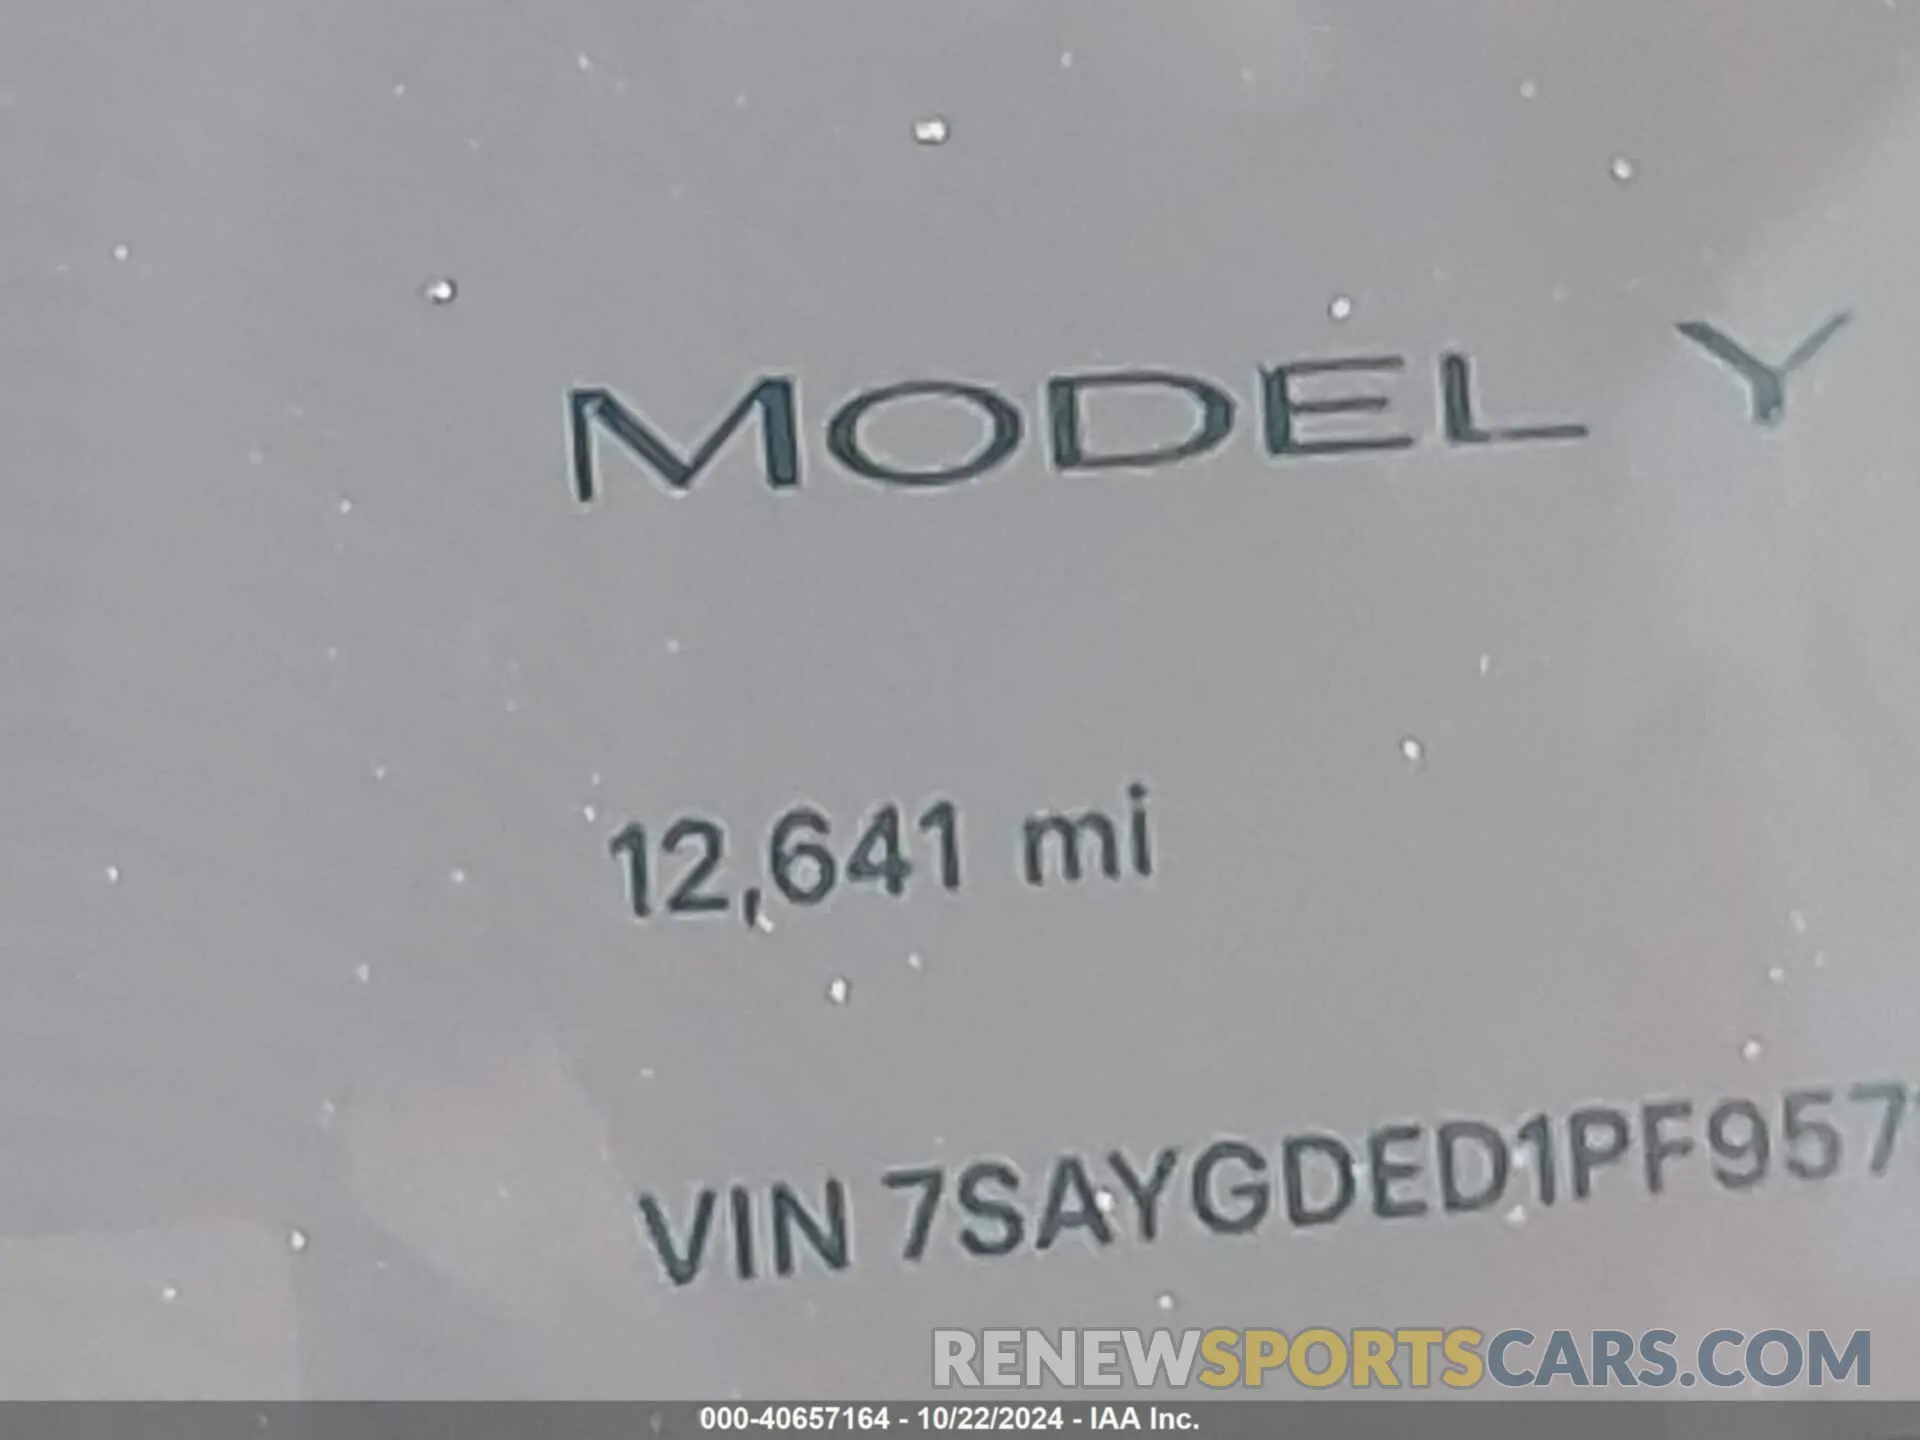 MODEL Y
12,641 mi
VIN 7SAYGDED1PF957
RENEWSPORTSCARS.COM
000-40657164 - 10/22/2024 - IAA Inc.